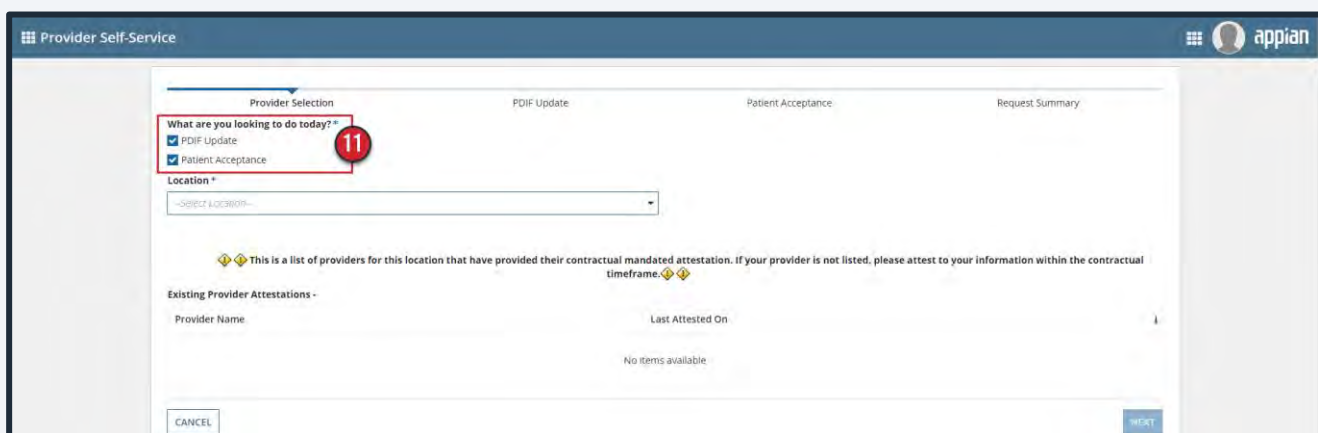 Provider Self-Service
appian
Provider Selection
PDIF Update
Patient Acceptance
Request Summary
What are you looking to do today? *
PDIF Update
Patient Acceptance
11
Location *
--Select Location--
This is a list of providers for this location that have provided their contractual mandated attestation. If your provider is not listed, please attest to your information within the contractual
timeframe.
Existing Provider Attestations -
Provider Name
Last Attested On
No items available
CANCEL
NEXT